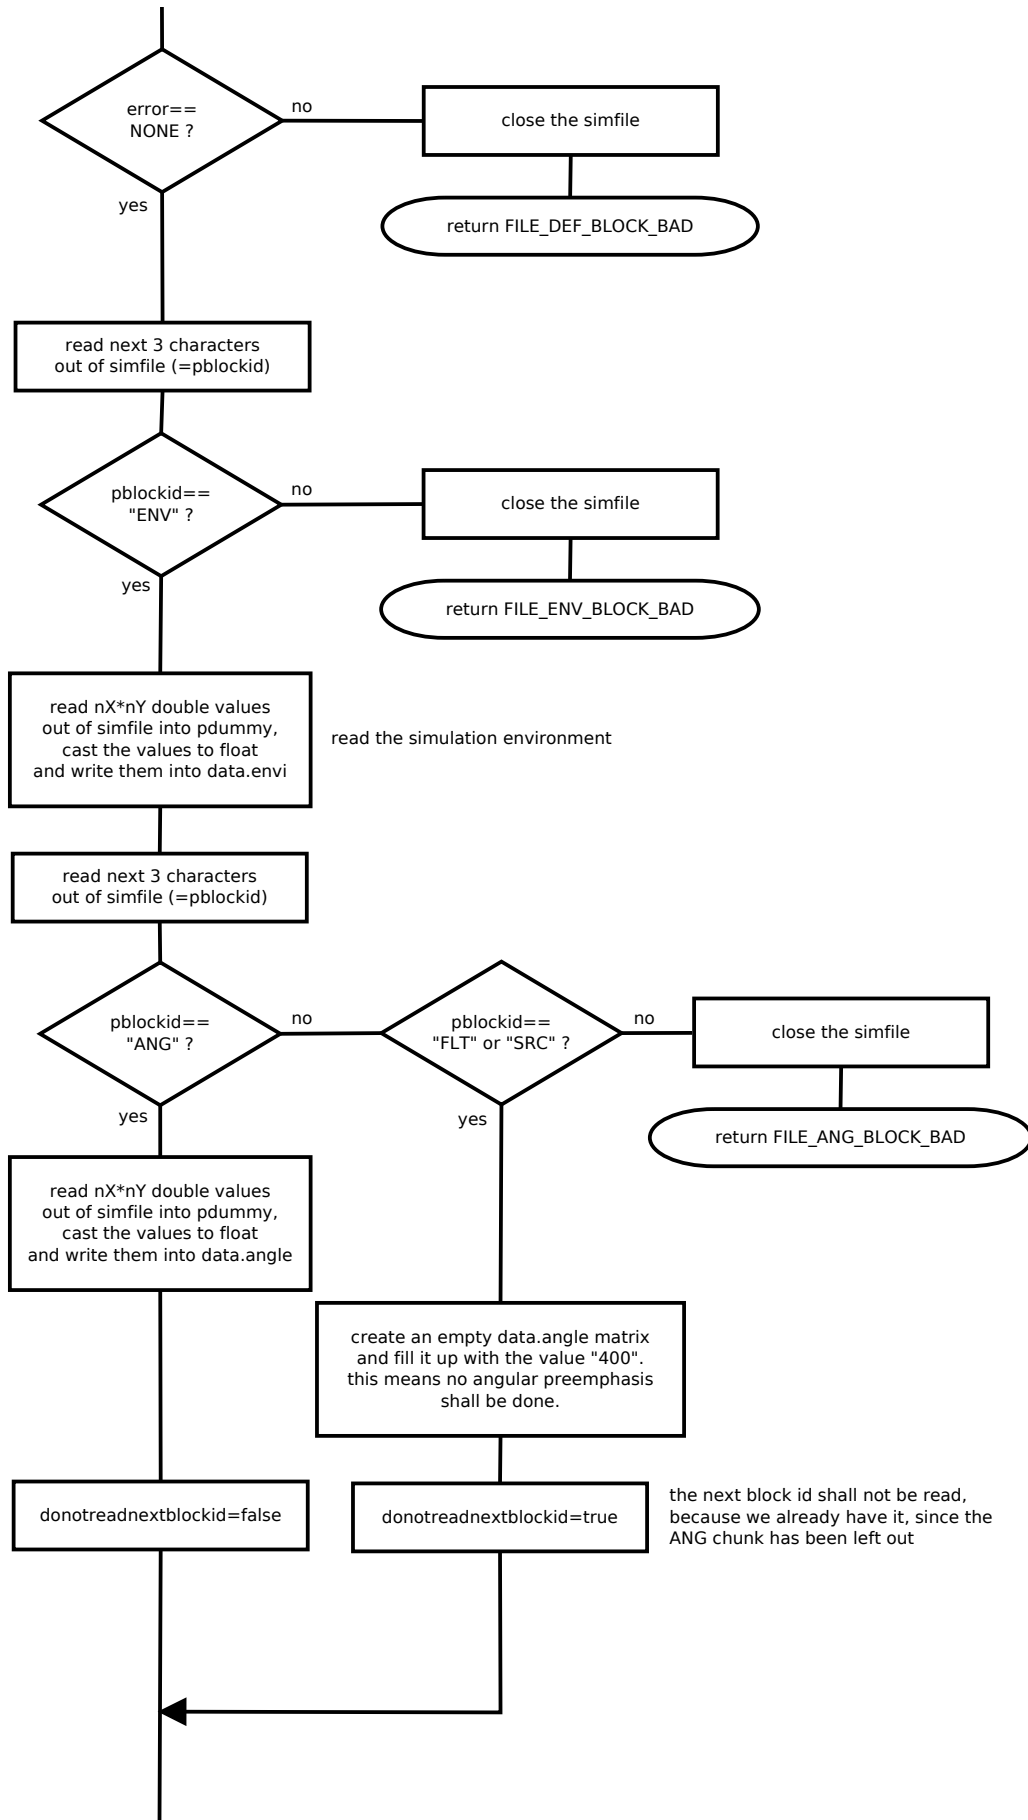 error==
NONE ?
no
close the simfile
return FILE_DEF_BLOCK_BAD
yes
read next 3 characters
out of simfile (=pblockid)
pblockid==
"ENV" ?
no
close the simfile
return FILE_ENV_BLOCK_BAD
yes
read nX*nY double values
out of simfile into pdummy,
cast the values to float
and write them into data.envi
read the simulation environment
read next 3 characters
out of simfile (=pblockid)
pblockid==
"ANG" ?
no
pblockid==
"FLT" or "SRC" ?
no
close the simfile
return FILE_ANG_BLOCK_BAD
yes
yes
read nX*nY double values
out of simfile into pdummy,
cast the values to float
and write them into data.angle
create an empty data.angle matrix
and fill it up with the value "400".
this means no angular preemphasis
shall be done.
donotreadnextblockid=false
donotreadnextblockid=true
the next block id shall not be read,
because we already have it, since the
ANG chunk has been left out